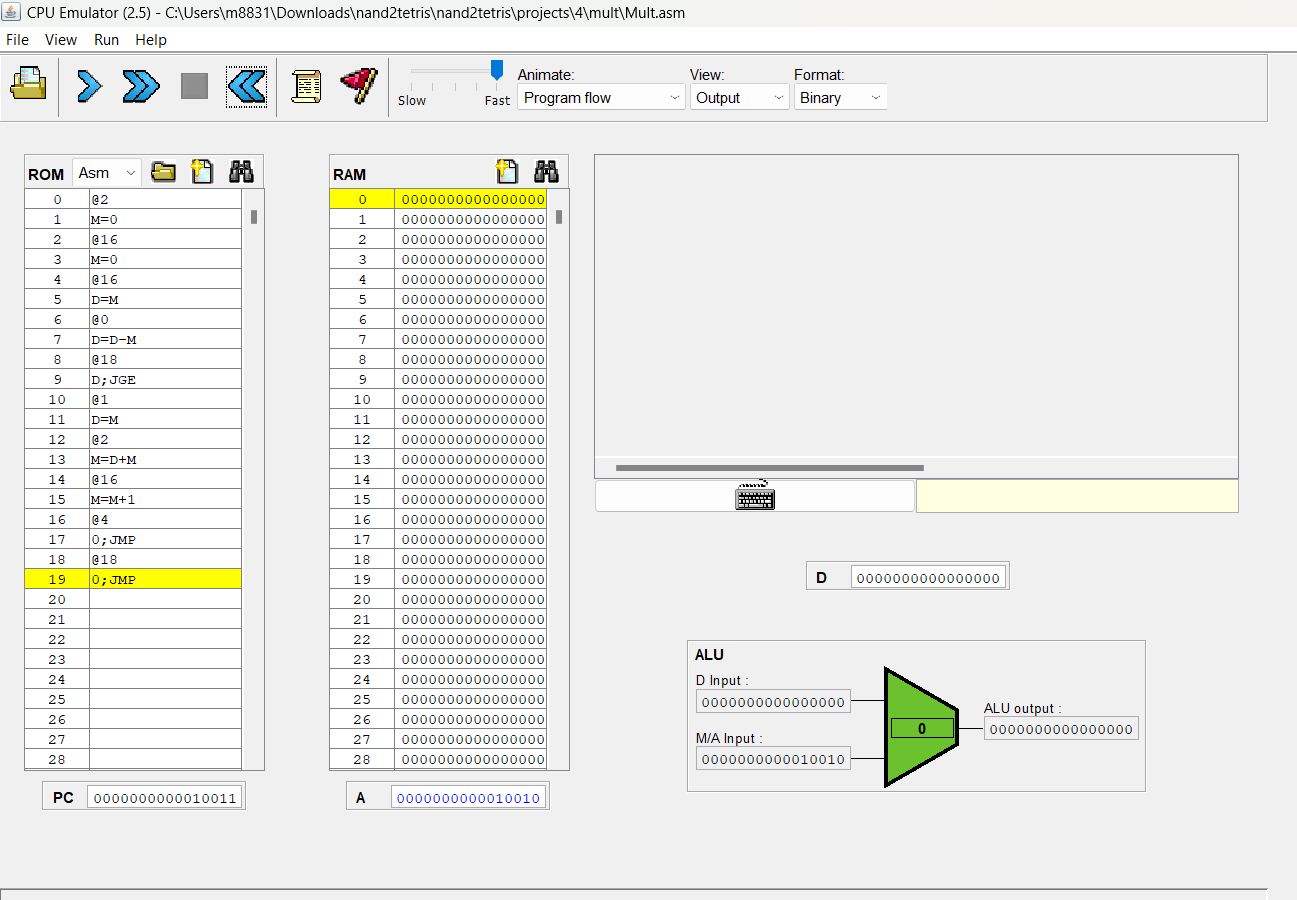 CPU Emulator (2.5) - C:\Users\m8831\Downloads\nand2tetris\nand2tetris\projects\4\mult\Mult.asm
File View Run Help
Animate: View: Format:
Slow Fast Program flow Output Binary
ROM Asm
0 @2
1 M=0
2 @16
3 M=0
4 @16
5 D=M
6 @0
7 D=D-M
8 @18
9 D;JGE
10 @1
11 D=M
12 @2
13 M=D+M
14 @16
15 M=M+1
16 @4
17 0;JMP
18 @18
19 0;JMP
20
21
22
23
24
25
26
27
28
PC 0000000000010011
RAM
0 0000000000000000
1 0000000000000000
2 0000000000000000
3 0000000000000000
4 0000000000000000
5 0000000000000000
6 0000000000000000
7 0000000000000000
8 0000000000000000
9 0000000000000000
10 0000000000000000
11 0000000000000000
12 0000000000000000
13 0000000000000000
14 0000000000000000
15 0000000000000000
16 0000000000000000
17 0000000000000000
18 0000000000000000
19 0000000000000000
20 0000000000000000
21 0000000000000000
22 0000000000000000
23 0000000000000000
24 0000000000000000
25 0000000000000000
26 0000000000000000
27 0000000000000000
28 0000000000000000
A 0000000000010010
D 0000000000000000
ALU
D Input :
0000000000000000
M/A Input :
0000000000010010
0
ALU output :
0000000000000000